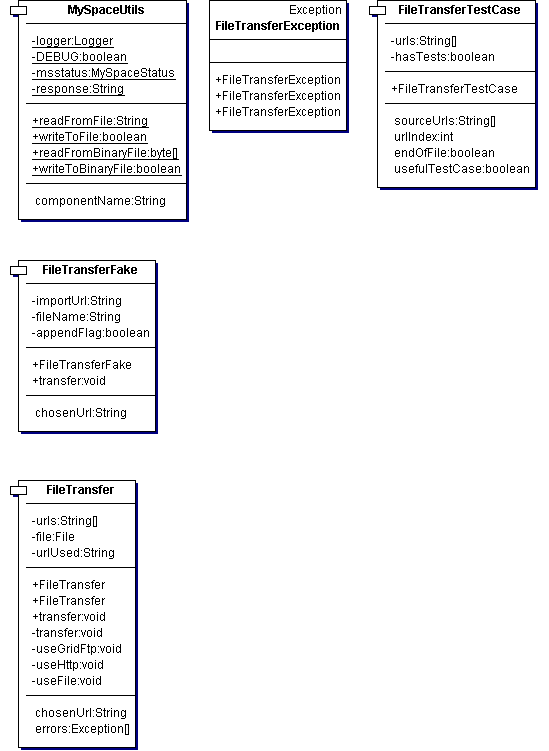 MySpaceUtils
-logger:Logger
-DEBUG:boolean
-msstatus:MySpaceStatus
-response:String
+readFromFile:String
+writeToFile:boolean
+readFromBinaryFile:byte[]
+writeToBinaryFile:boolean
componentName:String
Exception
FileTransferException
+FileTransferException
+FileTransferException
+FileTransferException
FileTransferTestCase
-urls:String[]
-hasTests:boolean
+FileTransferTestCase
sourceUrls:String[]
urlIndex:int
endOfFile:boolean
usefulTestCase:boolean
FileTransferFake
-importUrl:String
-fileName:String
-appendFlag:boolean
+FileTransferFake
+transfer:void
chosenUrl:String
FileTransfer
-urls:String[]
-file:File
-urlUsed:String
+FileTransfer
+FileTransfer
+transfer:void
-transfer:void
-useGridFtp:void
-useHttp:void
-useFile:void
chosenUrl:String
errors:Exception[]